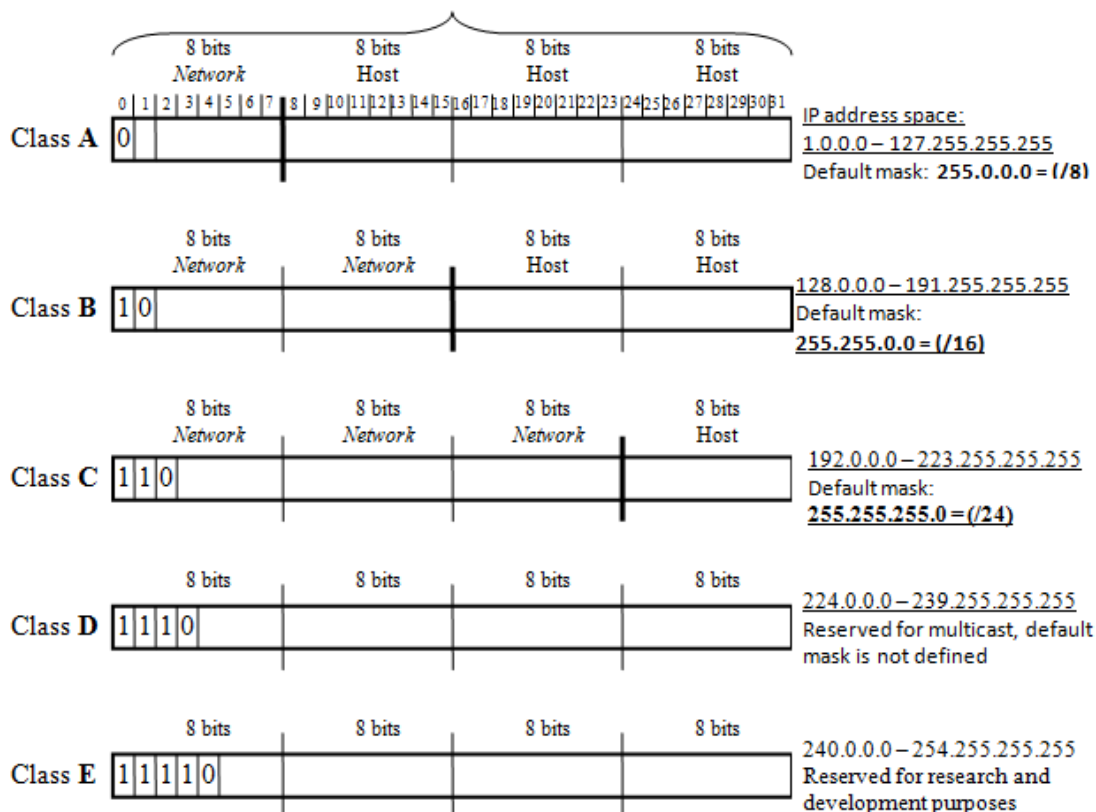 8 bits 8 bits 8 bits 8 bits
Network Host Host Host
0 1 2 3 4 5 6 7 8 9 10 11 12 13 14 15 16 17 18 19 20 21 22 23 24 25 26 27 28 29 30 31
Class A 0
IP address space:
1.0.0.0 – 127.255.255.255
Default mask: 255.0.0.0 = (/8)
8 bits 8 bits 8 bits 8 bits
Network Network Host Host
Class B 1 0
128.0.0.0 – 191.255.255.255
Default mask:
255.255.0.0 = (/16)
8 bits 8 bits 8 bits 8 bits
Network Network Network Host
Class C 1 1 0
192.0.0.0 – 223.255.255.255
Default mask:
255.255.255.0 = (/24)
8 bits 8 bits 8 bits 8 bits
Class D 1 1 1 0
224.0.0.0 – 239.255.255.255
Reserved for multicast, default
mask is not defined
8 bits 8 bits 8 bits 8 bits
Class E 1 1 1 1 0
240.0.0.0 – 254.255.255.255
Reserved for research and
development purposes